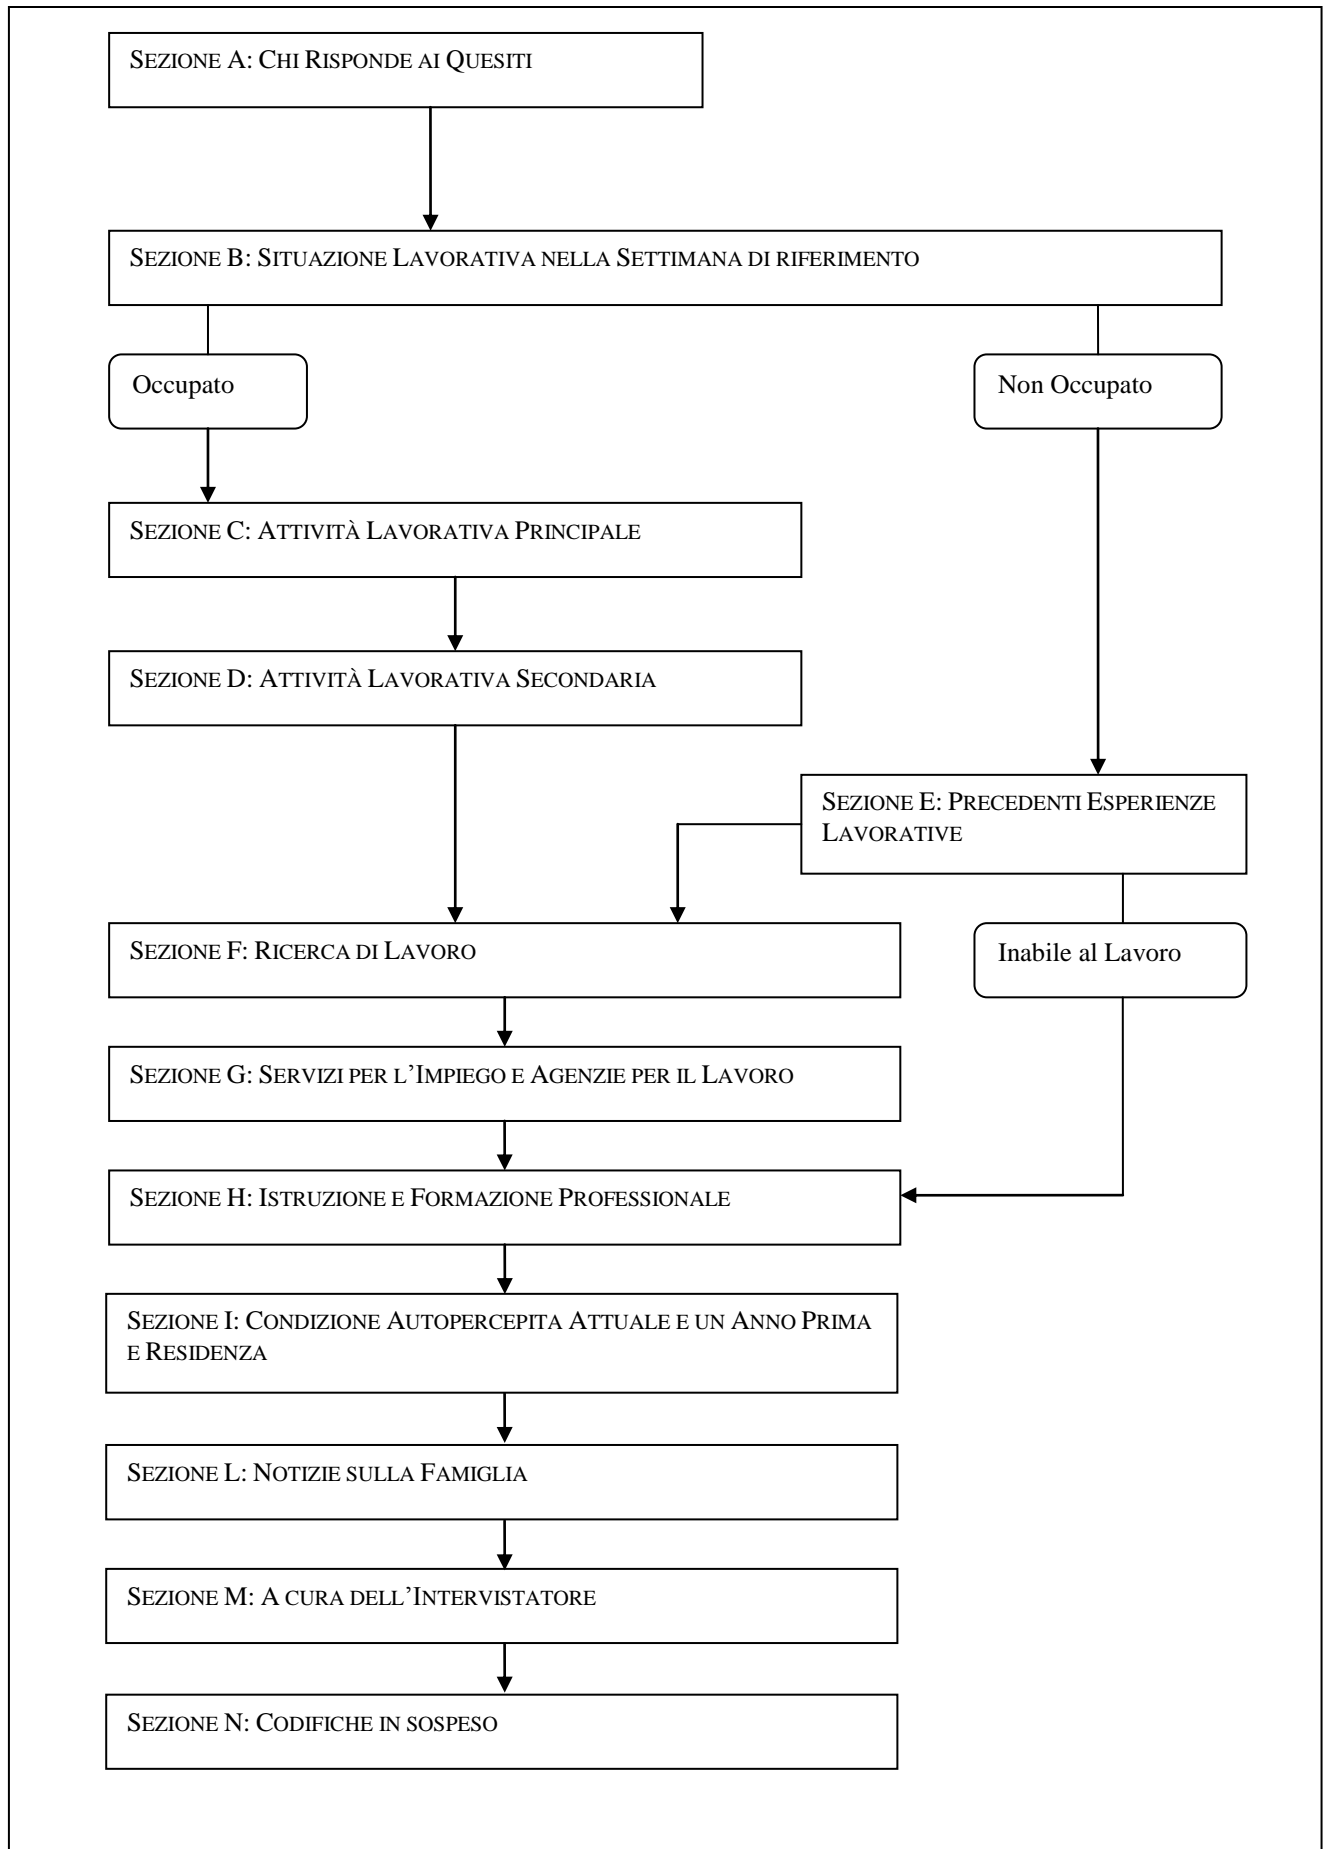 SEZIONE A: CHI RISPONDE AI QUESITI
SEZIONE B: SITUAZIONE LAVORATIVA NELLA SETTIMANA DI RIFERIMENTO
Occupato
Non Occupato
SEZIONE C: ATTIVITÀ LAVORATIVA PRINCIPALE
SEZIONE D: ATTIVITÀ LAVORATIVA SECONDARIA
SEZIONE E: PRECEDENTI ESPERIENZE
LAVORATIVE
SEZIONE F: RICERCA DI LAVORO
Inabile al Lavoro
SEZIONE G: SERVIZI PER L’IMPIEGO E AGENZIE PER IL LAVORO
SEZIONE H: ISTRUZIONE E FORMAZIONE PROFESSIONALE
SEZIONE I: CONDIZIONE AUTOPERCEPITA ATTUALE E UN ANNO PRIMA
E RESIDENZA
SEZIONE L: NOTIZIE SULLA FAMIGLIA
SEZIONE M: A CURA DELL’INTERVISTATORE
SEZIONE N: CODIFICHE IN SOSPESO